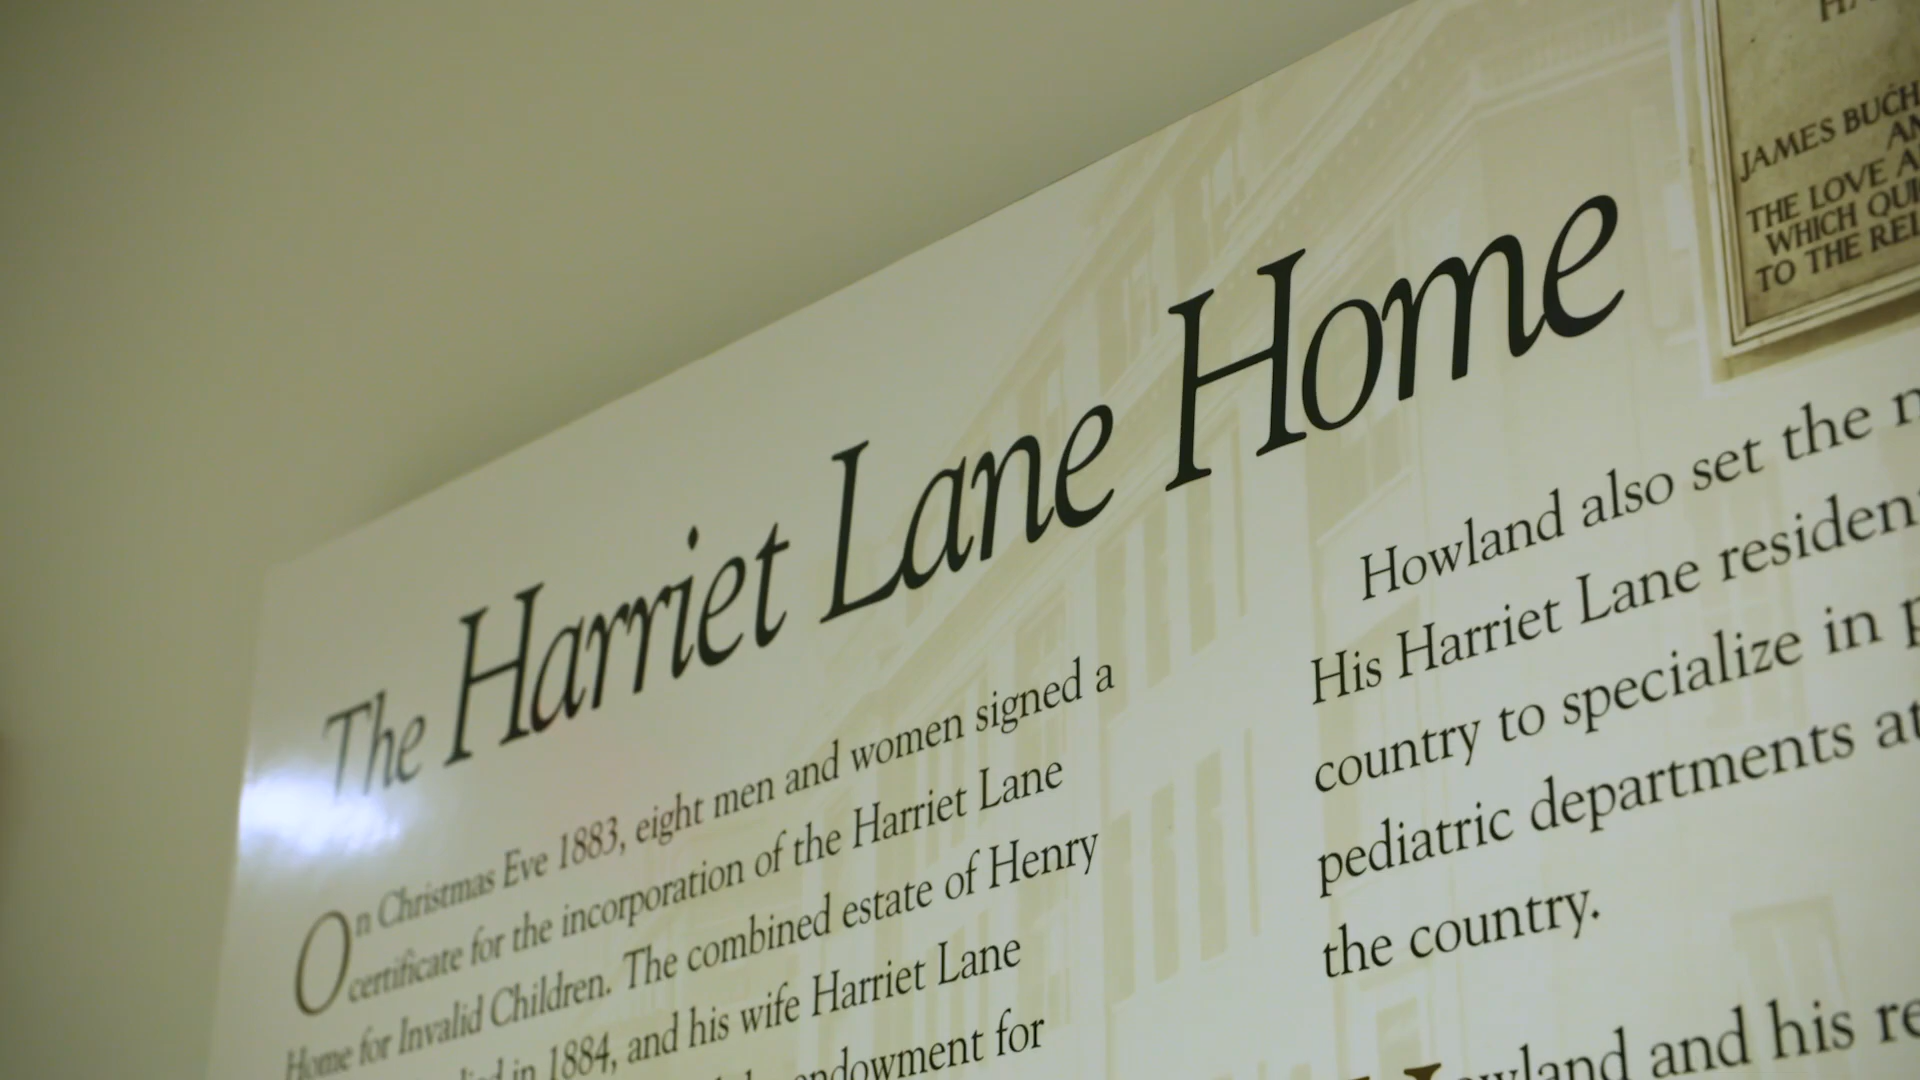 The Harriet Lane Home
On Christmas Eve 1883, eight men and women signed a
certificate for the incorporation of the Harriet Lane
Home for Invalid Children. The combined estate of Henry
in 1884, and his wife Harriet Lane
endowment for
JAMES BUCH
THE LOVE A
WHICH QUI
TO THE REL
Howland also set the
His Harriet Lane residen
country to specialize in p
pediatric departments at
the country.
Howland and his re